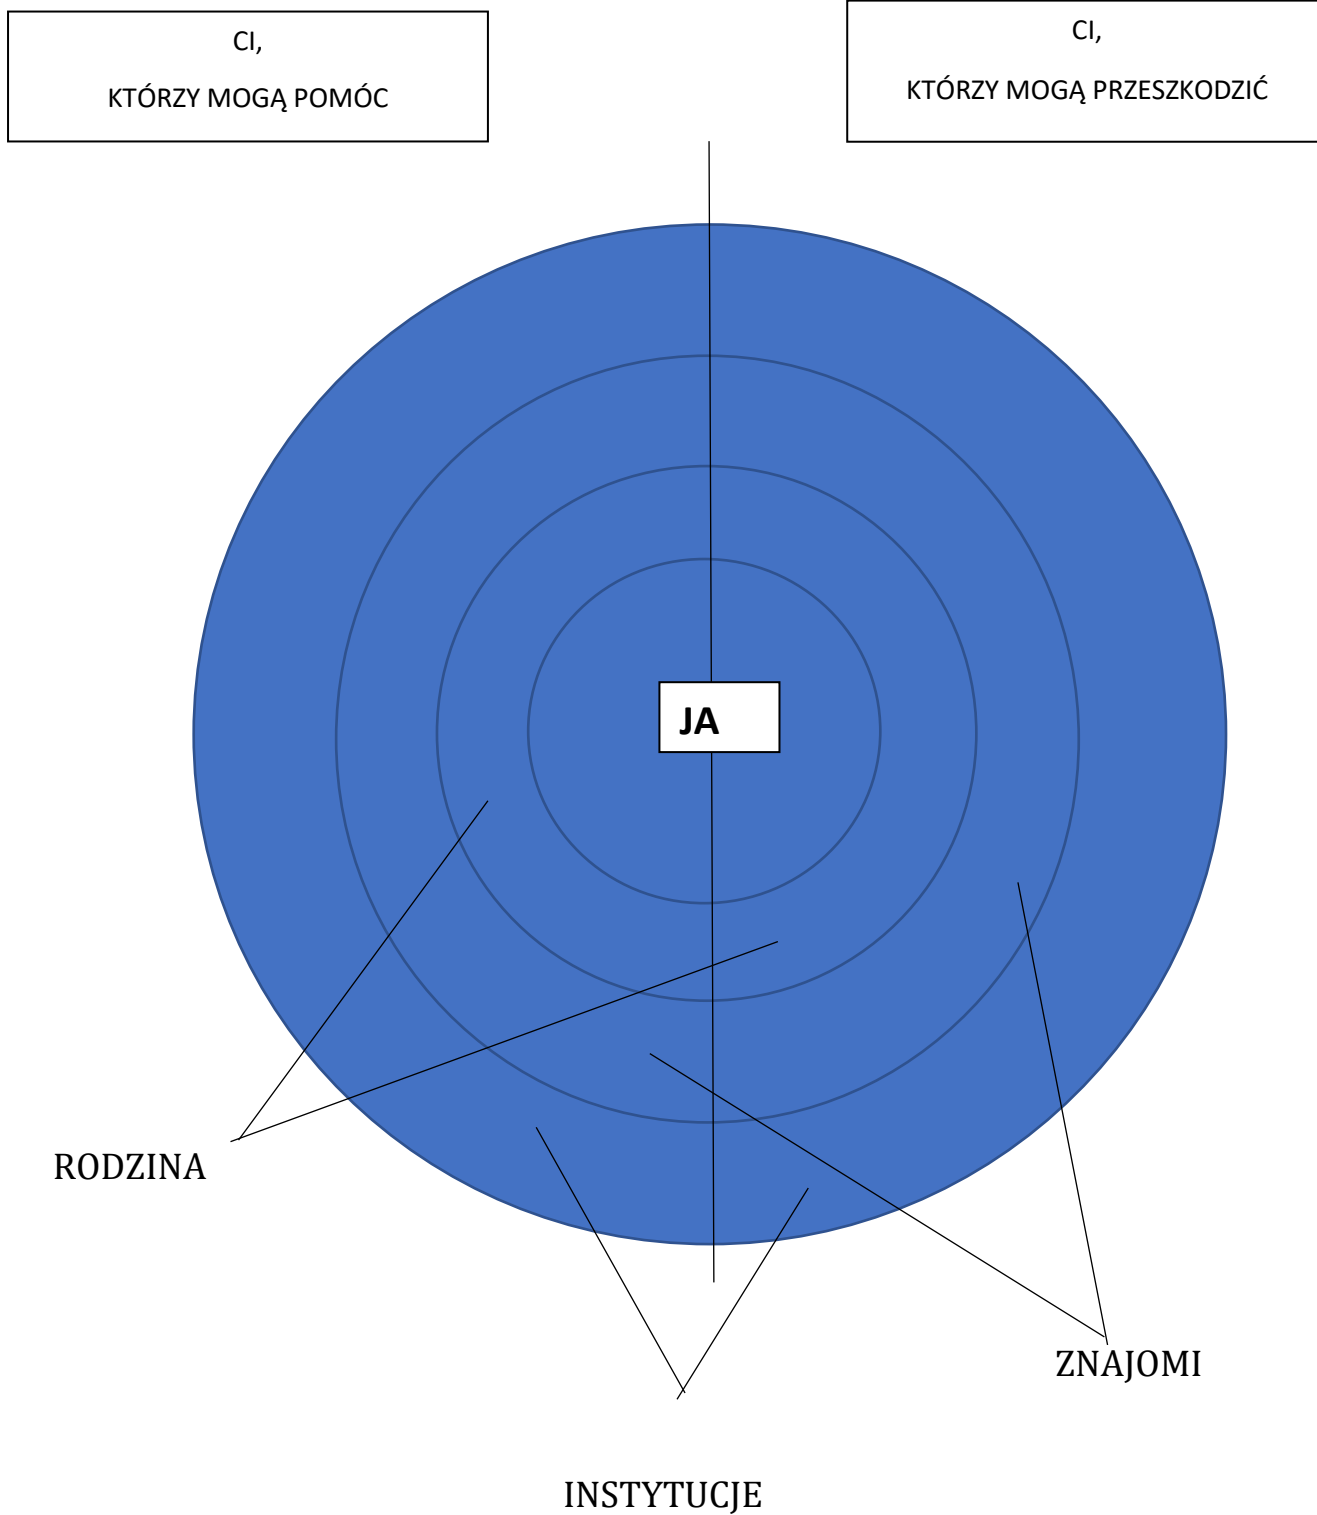 CI,
KTÓRZY MOGĄ POMÓC
CI,
KTÓRZY MOGĄ PRZESZKODZIĆ
JA
RODZINA
ZNAJOMI
INSTYTUCJE